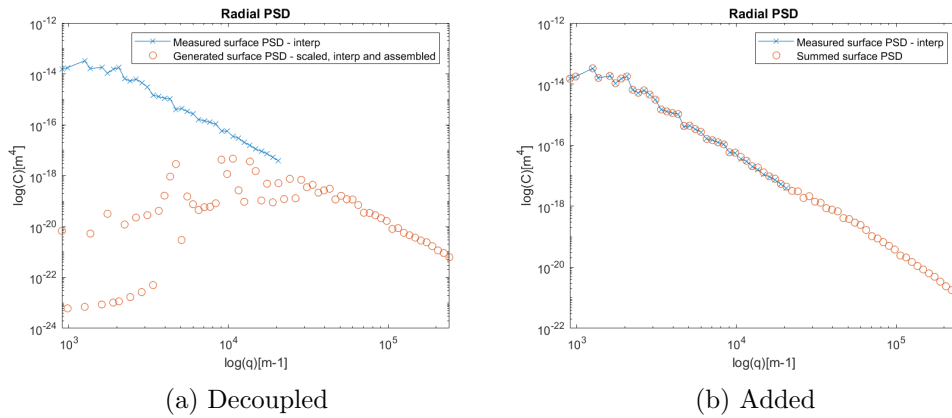 Radial PSD
10^-12
10^-14
10^-16
10^-18
10^-20
10^-22
10^-24
log(C)[m^4]
Measured surface PSD - interp
Generated surface PSD - scaled, interp and assembled
10^3
10^4
10^5
log(q)[m-1]
(a) Decoupled
Radial PSD
10^-12
10^-14
10^-16
10^-18
10^-20
10^-22
log(C)[m^4]
Measured surface PSD - interp
Summed surface PSD
10^3
10^4
10^5
log(q)[m-1]
(b) Added